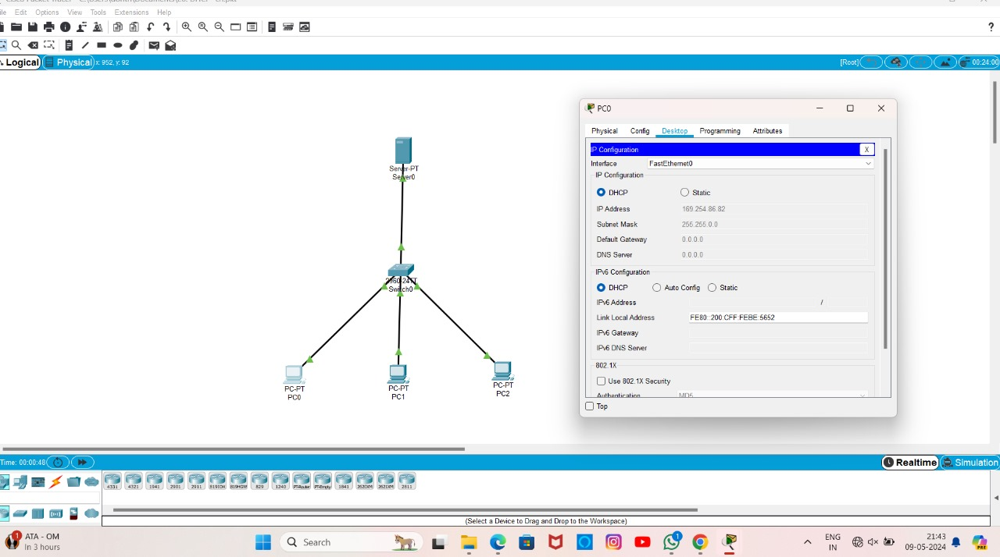 Edit Options View Tools Extensions Help
?
Logical Physical x: 952, y: 92 [Root] 00:24:00
PC0
Physical Config Desktop Programming Attributes
IP Configuration X
Interface FastEthernet0
IP Configuration
DHCP Static
IP Address 169.254.86.82
Subnet Mask 255.255.0.0
Default Gateway 0.0.0.0
DNS Server 0.0.0.0
IPv6 Configuration
DHCP Auto Config Static
IPv6 Address /
Link Local Address FE80::200:CFF:FEBE:5652
IPv6 Gateway
IPv6 DNS Server
802.1X
Use 802.1X Security
Authentication MD5
Top
Server-PT
Server0
2960-24TT
Switch0
PC-PT
PC0
PC-PT
PC1
PC-PT
PC2
Time: 00:00:48 Realtime Simulation
4331 4321 1941 2901 2911 819IOX 819HGW 829 1240 PT-Router PT-Empty 1841 2620XM 2621XM 2811
(Select a Device to Drag and Drop to the Workspace)
1 ATA - OM
In 3 hours
Search
1
ENG
IN
21:43
09-05-2024
PRE